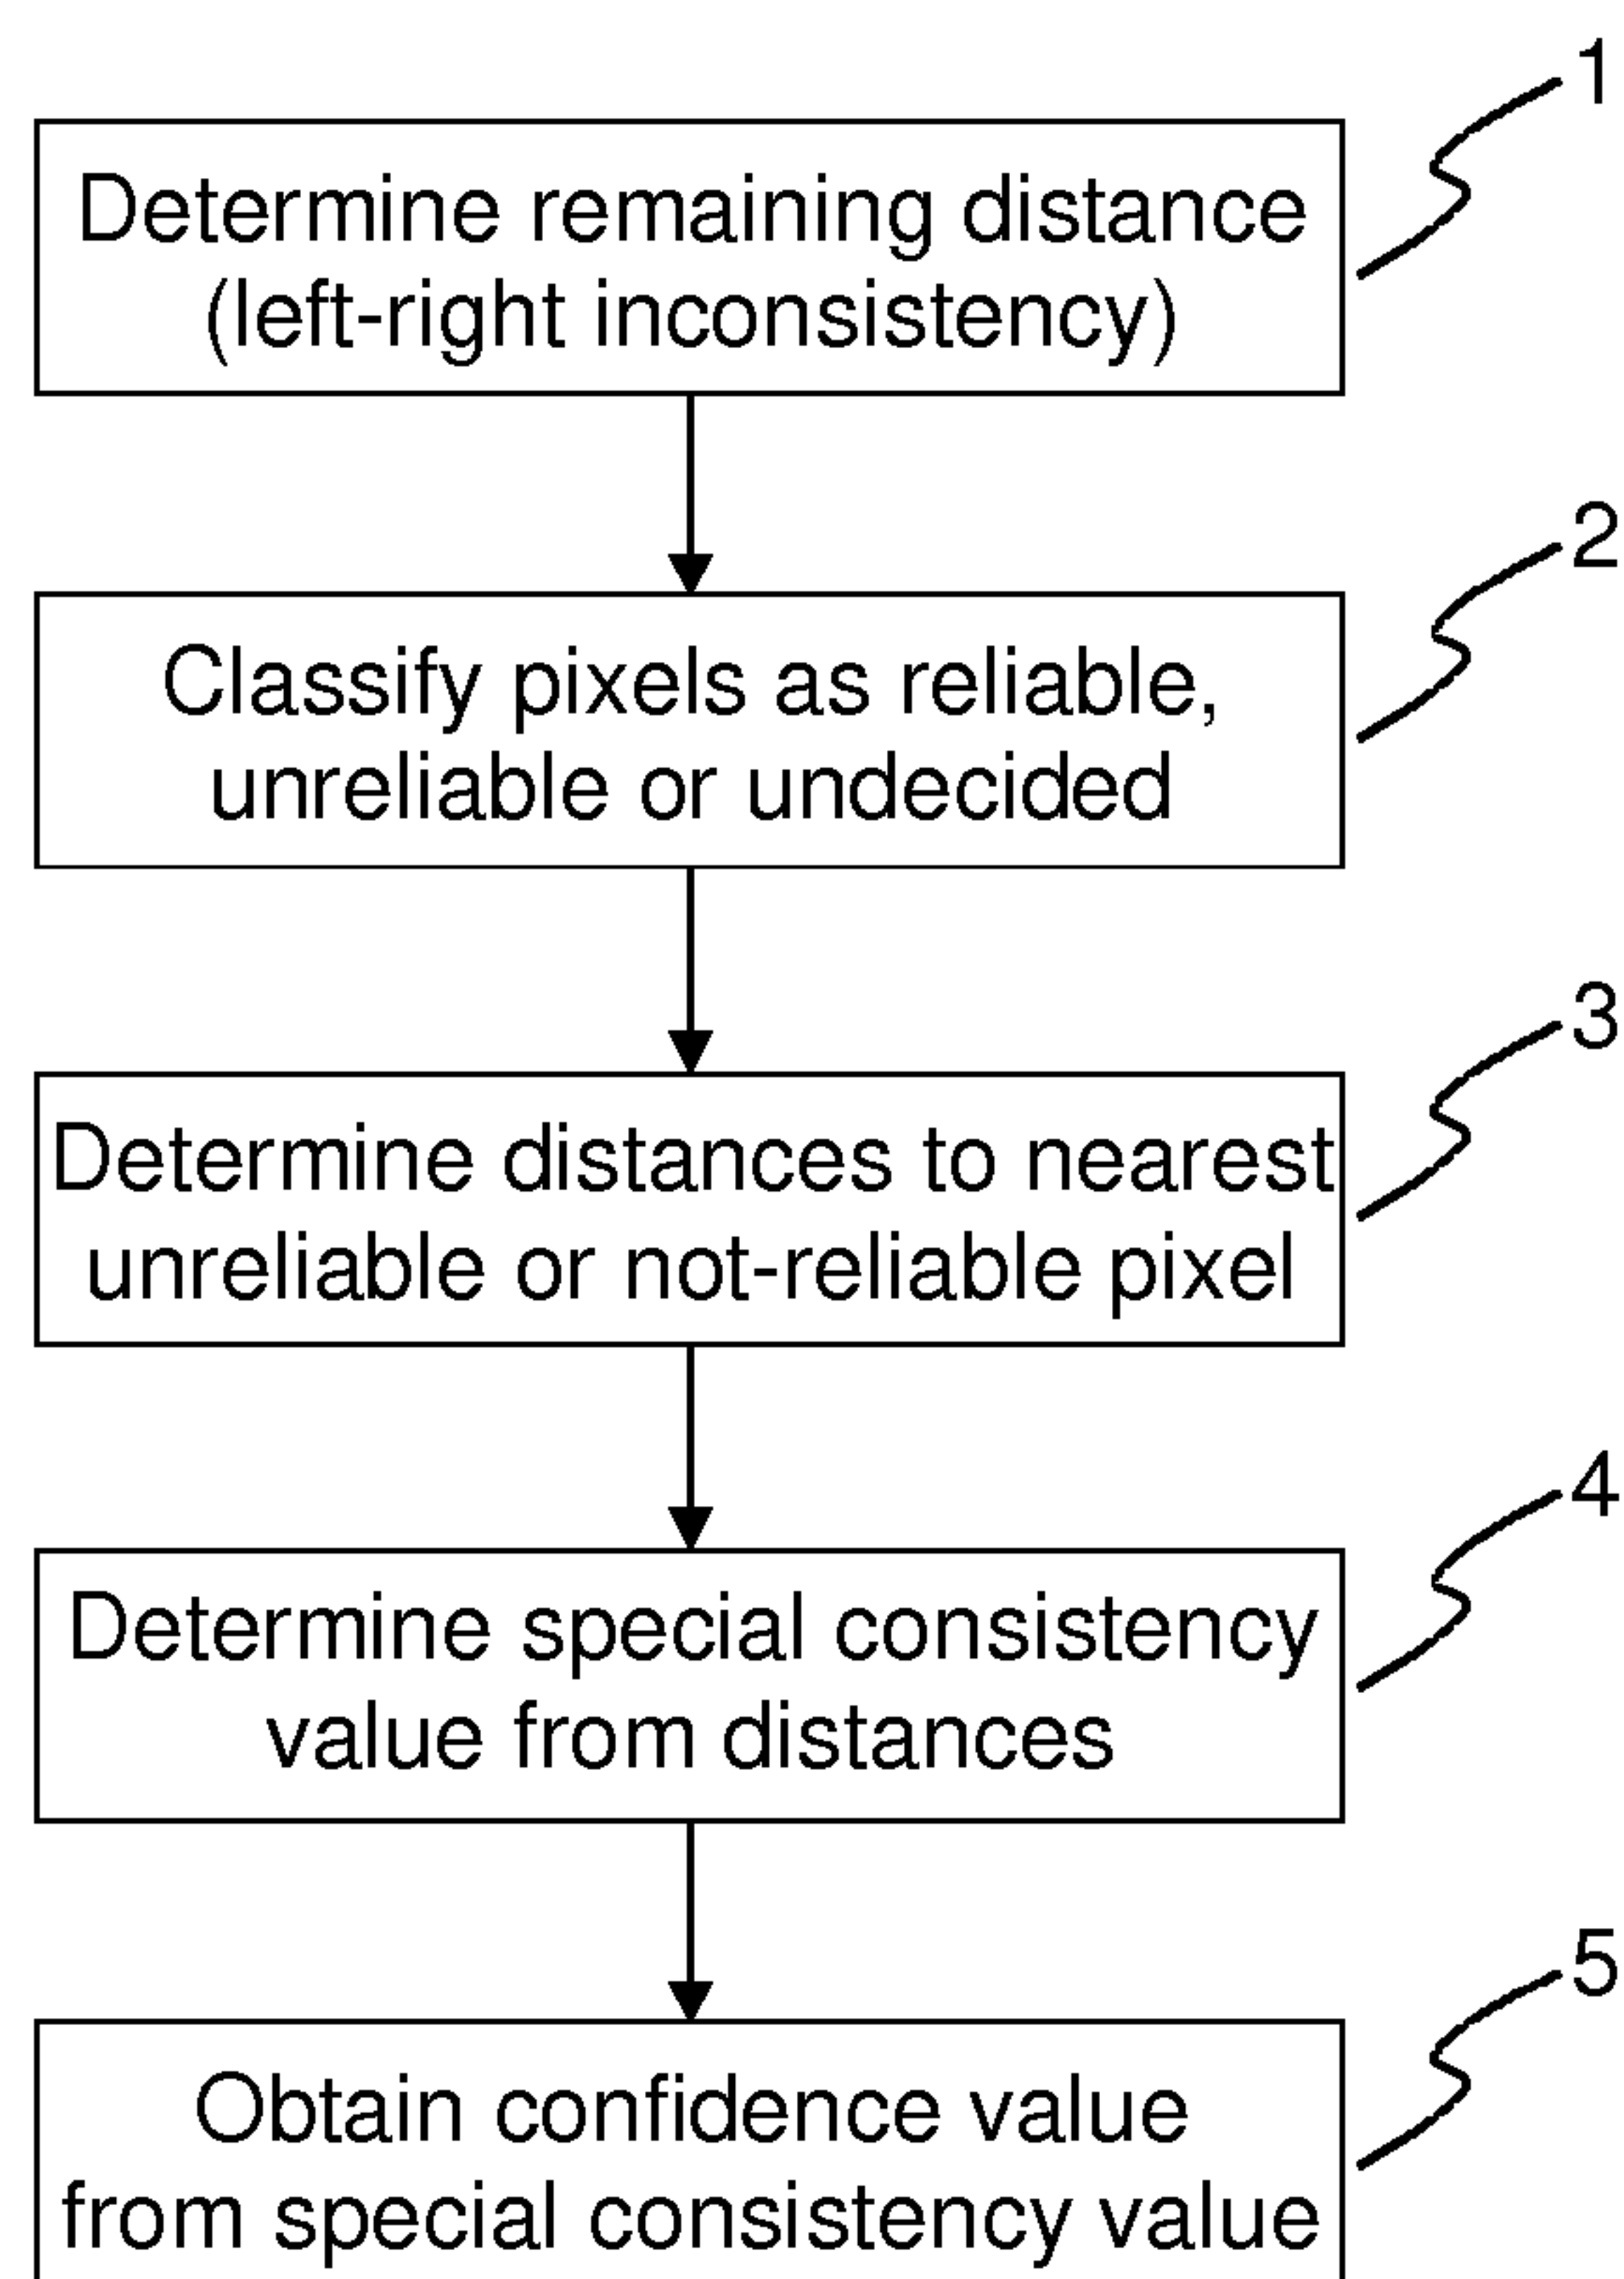 1
Determine remaining distance
(left-right inconsistency)
2
Classify pixels as reliable,
unreliable or undecided
3
Determine distances to nearest
unreliable or not-reliable pixel
4
Determine special consistency
value from distances
5
Obtain confidence value
from special consistency value